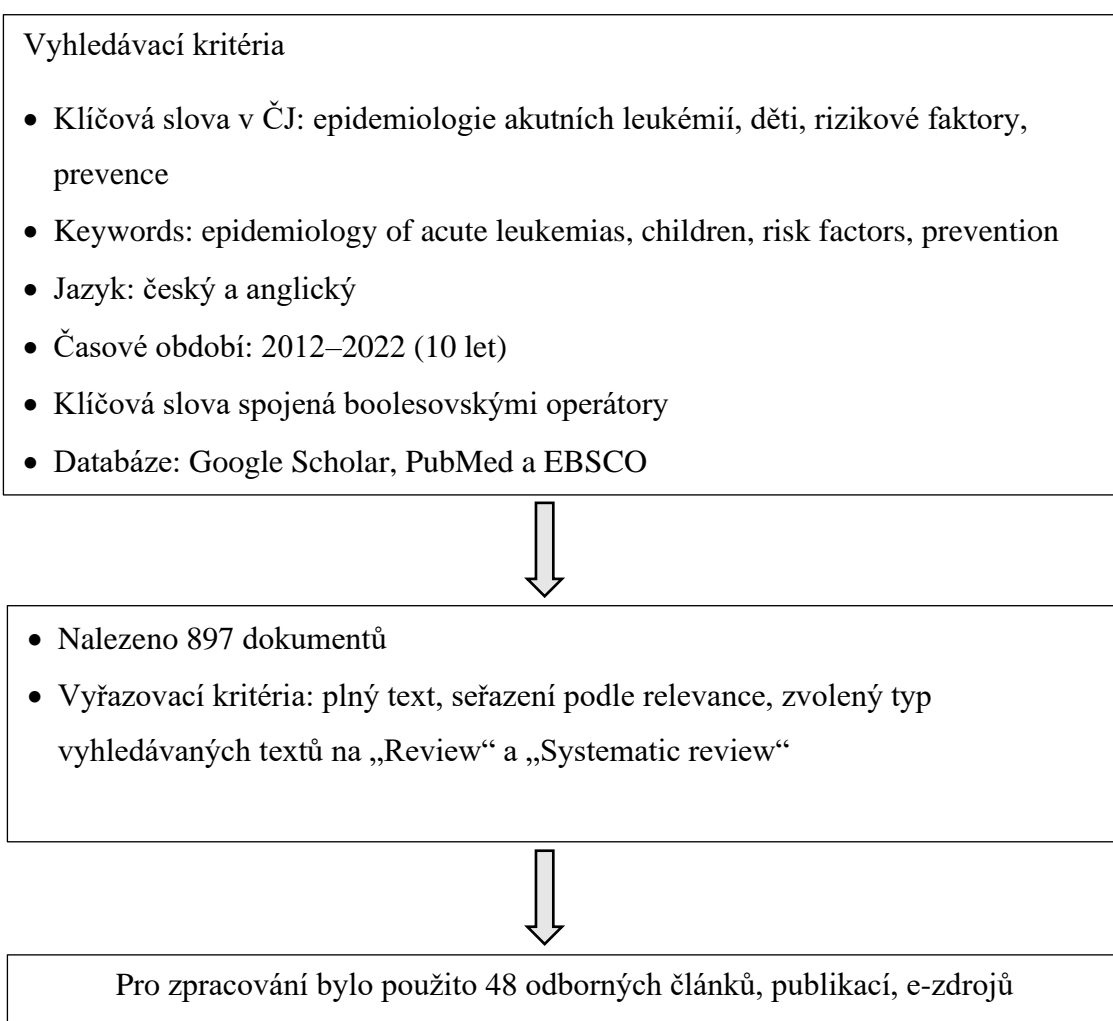 Vyhledávací kritéria
• Klíčová slova v ČJ: epidemiologie akutních leukémií, děti, rizikové faktory,
prevence
• Keywords: epidemiology of acute leukemias, children, risk factors, prevention
• Jazyk: český a anglický
• Časové období: 2012–2022 (10 let)
• Klíčová slova spojená boolesovskými operátory
• Databáze: Google Scholar, PubMed a EBSCO
• Nalezeno 897 dokumentů
• Vyřazovací kritéria: plný text, seřazení podle relevance, zvolený typ
vyhledávaných textů na „Review“ a „Systematic review“
Pro zpracování bylo použito 48 odborných článků, publikací, e-zdrojů